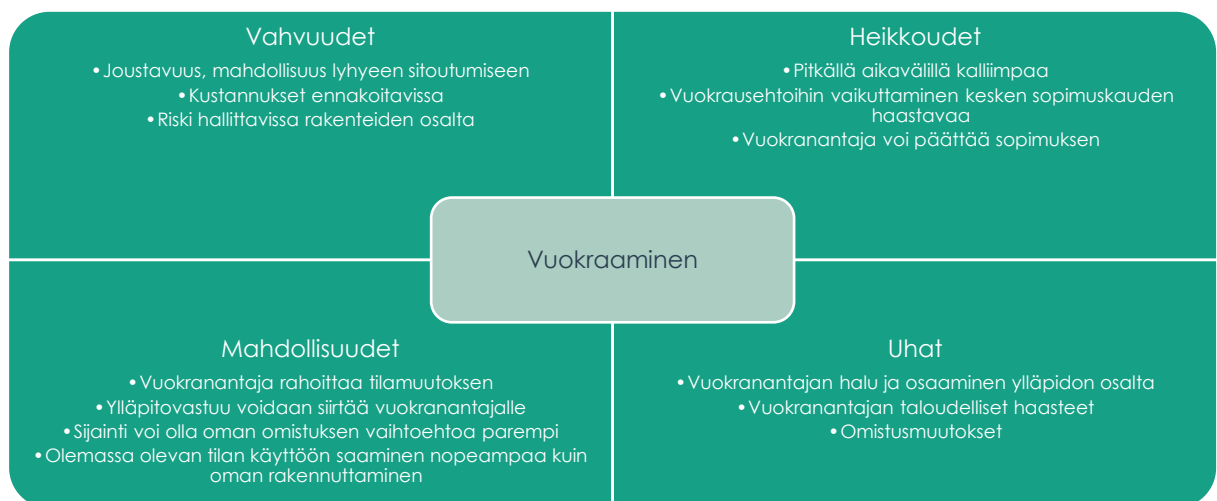 Vahvuudet
•Joustavuus, mahdollisuus lyhyeen sitoutumiseen
•Kustannukset ennakoitavissa
•Riski hallittavissa rakenteiden osalta
Heikkoudet
•Pitkällä aikavälillä kalliimpaa
•Vuokrausehtoihin vaikuttaminen kesken sopimuskauden
haastavaa
•Vuokranantaja voi päättää sopimuksen
Vuokraaminen
Mahdollisuudet
•Vuokranantaja rahoittaa tilamuutoksen
•Ylläpitovastuu voidaan siirtää vuokranantajalle
•Sijainti voi olla oman omistuksen vaihtoehtoa parempi
•Olemassa olevan tilan käyttöön saaminen nopeampaa kuin
oman rakennuttaminen
Uhat
•Vuokranantajan halu ja osaaminen ylläpidon osalta
•Vuokranantajan taloudelliset haasteet
•Omistusmuutokset